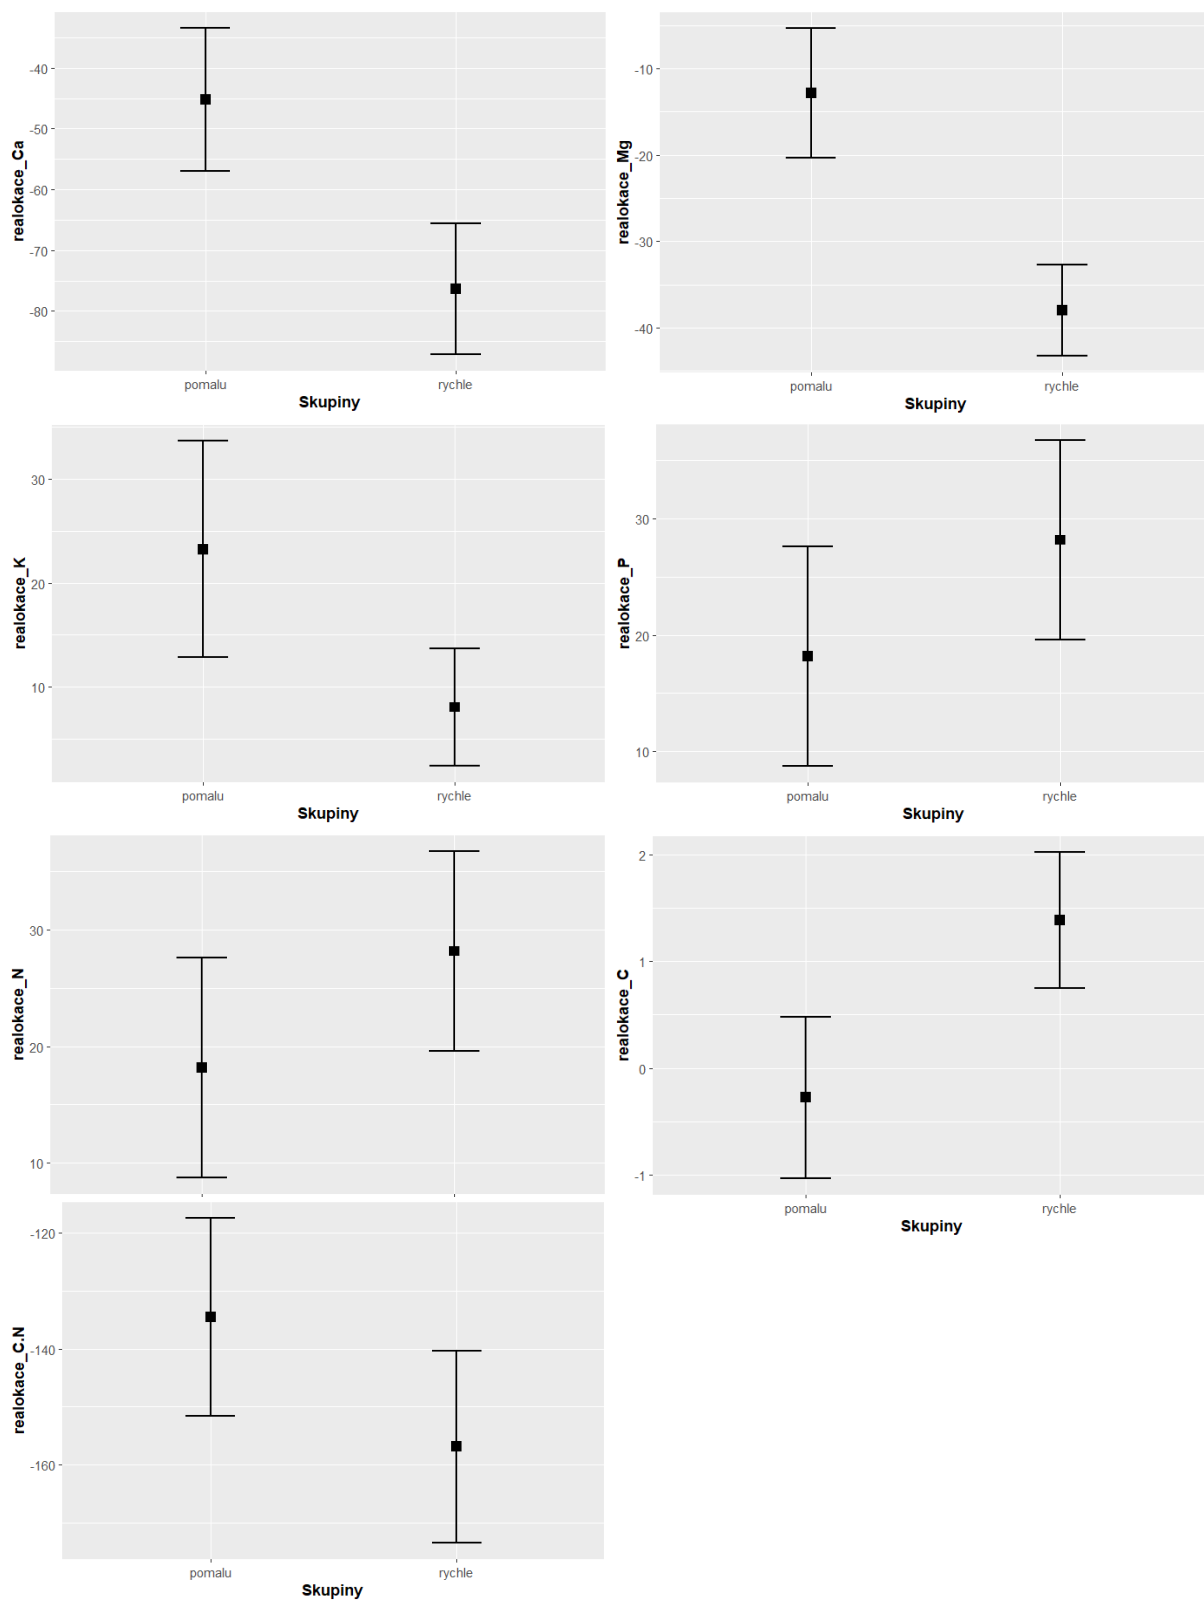 realokace_Ca
-40
-50
-60
-70
-80
pomalu rychle
Skupiny
realokace_Mg
-10
-20
-30
-40
pomalu rychle
Skupiny
realokace_K
30
20
10
pomalu rychle
Skupiny
realokace_P
30
20
10
pomalu rychle
Skupiny
realokace_N
30
20
10
realokace_C
2
1
0
-1
pomalu rychle
Skupiny
realokace_C.N
-120
-140
-160
pomalu rychle
Skupiny